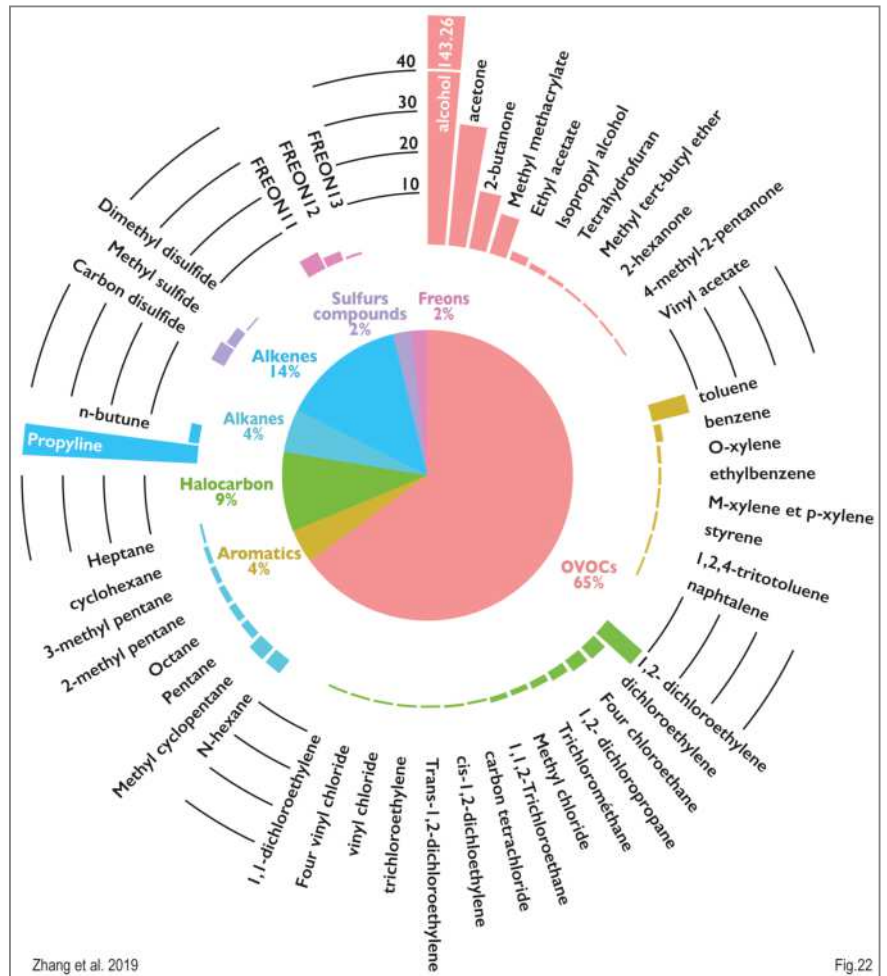 40
30
20
10
alcohol 143.26
acetone
2-butanone
Methyl methacrylate
Ethyl acetate
Isopropyl alcohol
Tetrahydrofuran
Methyl tert-butyl ether
2-hexanone
4-methyl-2-pentanone
Vinyl acetate
toluene
benzene
O-xylene
ethylbenzene
M-xylene et p-xylene
styrene
1,2,4-tritotoluene
naphtalene
1,2- dichloroethylene
dichloroethylene
Four chloroethane
1,2- dichloropropane
Trichlorométhane
Methyl chloride
1,1,2-Trichloroethane
carbon tetrachloride
cis-1,2-dichloethylene
Trans-1,2-dichloroethylene
trichloroethylene
vinyl chloride
Four vinyl chloride
1,1-dichloroethylene
N-hexane
Methyl cyclopentane
Pentane
Octane
2-methyl pentane
3-methyl pentane
cyclohexane
Heptane
Propyline
n-butune
Carbon disulfide
Methyl sulfide
Dimethyl disulfide
FREON11
FREON12
FREON13
Sulfurs
compounds
2%
Freons
2%
Alkenes
14%
Alkanes
4%
Halocarbon
9%
Aromatics
4%
OVOCs
65%
Zhang et al. 2019
Fig.22